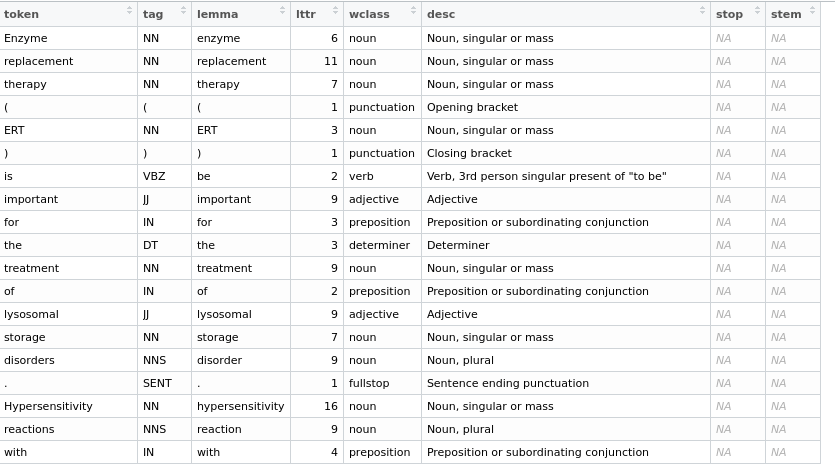 token tag lemma lttr wclass desc stop stem
Enzyme NN enzyme 6 noun Noun, singular or mass NA NA
replacement NN replacement 11 noun Noun, singular or mass NA NA
therapy NN therapy 7 noun Noun, singular or mass NA NA
( ( ( 1 punctuation Opening bracket NA NA
ERT NN ERT 3 noun Noun, singular or mass NA NA
) ) ) 1 punctuation Closing bracket NA NA
is VBZ be 2 verb Verb, 3rd person singular present of "to be" NA NA
important JJ important 9 adjective Adjective NA NA
for IN for 3 preposition Preposition or subordinating conjunction NA NA
the DT the 3 determiner Determiner NA NA
treatment NN treatment 9 noun Noun, singular or mass NA NA
of IN of 2 preposition Preposition or subordinating conjunction NA NA
lysosomal JJ lysosomal 9 adjective Adjective NA NA
storage NN storage 7 noun Noun, singular or mass NA NA
disorders NNS disorder 9 noun Noun, plural NA NA
. SENT . 1 fullstop Sentence ending punctuation NA NA
Hypersensitivity NN hypersensitivity 16 noun Noun, singular or mass NA NA
reactions NNS reaction 9 noun Noun, plural NA NA
with IN with 4 preposition Preposition or subordinating conjunction NA NA